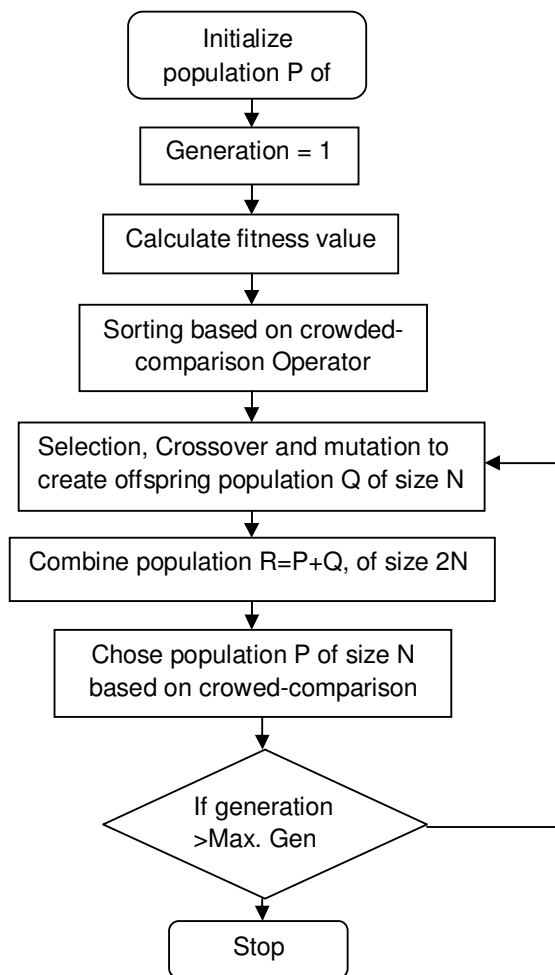 Initialize
population P of
Generation = 1
Calculate fitness value
Sorting based on crowded-
comparison Operator
Selection, Crossover and mutation to
create offspring population Q of size N
Combine population R=P+Q, of size 2N
Chose population P of size N
based on crowed-comparison
If generation
>Max. Gen
Stop